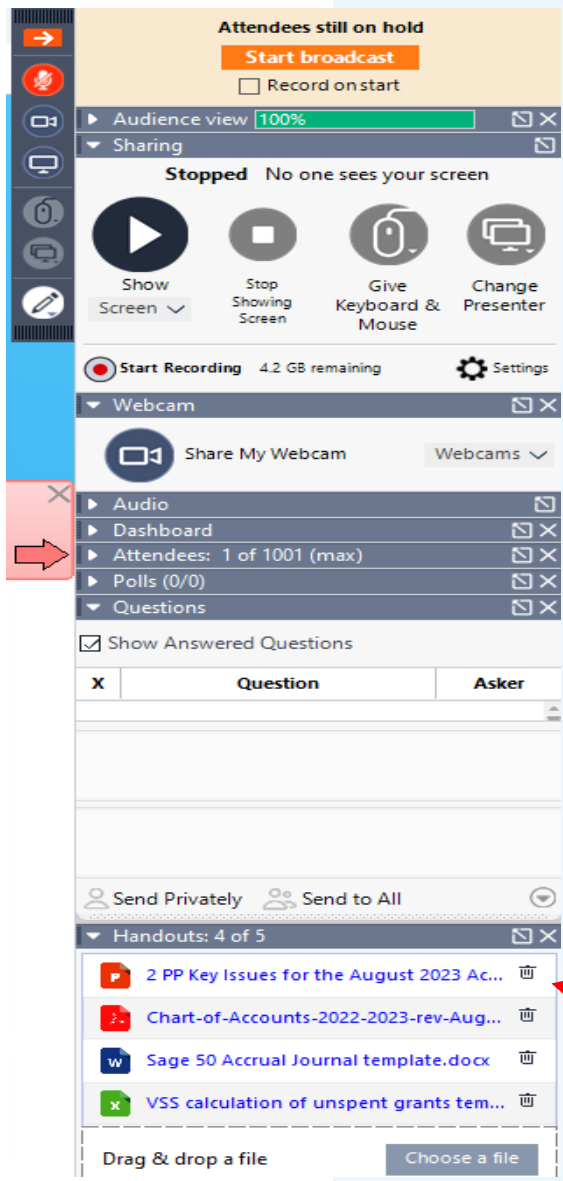 Attendees still on hold
Start broadcast
Record on start
Audience view 100%
Sharing
Stopped No one sees your screen
Show
Screen
Stop
Showing
Screen
Give
Keyboard &
Mouse
Change
Presenter
Start Recording 4.2 GB remaining Settings
Webcam
Share My Webcam Webcams
Audio
Dashboard
Attendees: 1 of 1001 (max)
Polls (0/0)
Questions
Show Answered Questions
X Question Asker
Send Privately Send to All
Handouts: 4 of 5
P 2 PP Key Issues for the August 2023 Ac...
Chart-of-Accounts-2022-2023-rev-Aug...
W Sage 50 Accrual Journal template.docx
X VSS calculation of unspent grants tem...
Drag & drop a file Choose a file